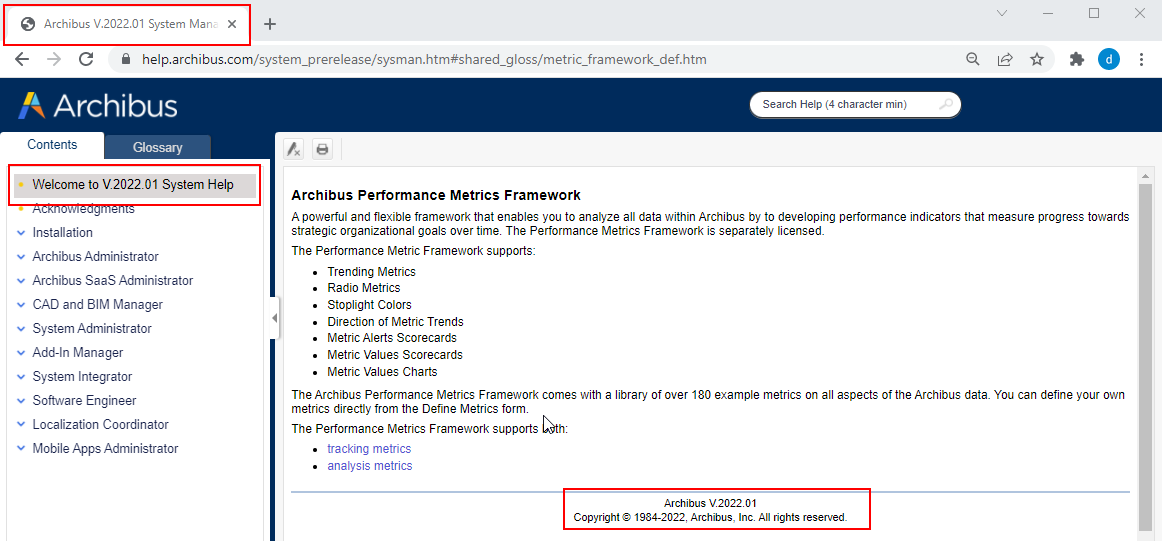 Archibus V.2022.01 System Mana
help.archibus.com/system_prerelease/sysman.htm#shared_gloss/metric_framework_def.htm
d
Archibus
Search Help (4 character min)
Contents
Glossary
Welcome to V.2022.01 System Help
Acknowledgments
Installation
Archibus Administrator
Archibus SaaS Administrator
CAD and BIM Manager
System Administrator
Add-In Manager
System Integrator
Software Engineer
Localization Coordinator
Mobile Apps Administrator
Archibus Performance Metrics Framework
A powerful and flexible framework that enables you to analyze all data within Archibus by to developing performance indicators that measure progress towards
strategic organizational goals over time. The Performance Metrics Framework is separately licensed.
The Performance Metric Framework supports:
• Trending Metrics
• Radio Metrics
• Stoplight Colors
• Direction of Metric Trends
• Metric Alerts Scorecards
• Metric Values Scorecards
• Metric Values Charts
The Archibus Performance Metrics Framework comes with a library of over 180 example metrics on all aspects of the Archibus data. You can define your own
metrics directly from the Define Metrics form.
The Performance Metrics Framework supports both:
• tracking metrics
• analysis metrics
Archibus V.2022.01
Copyright © 1984-2022, Archibus, Inc. All rights reserved.